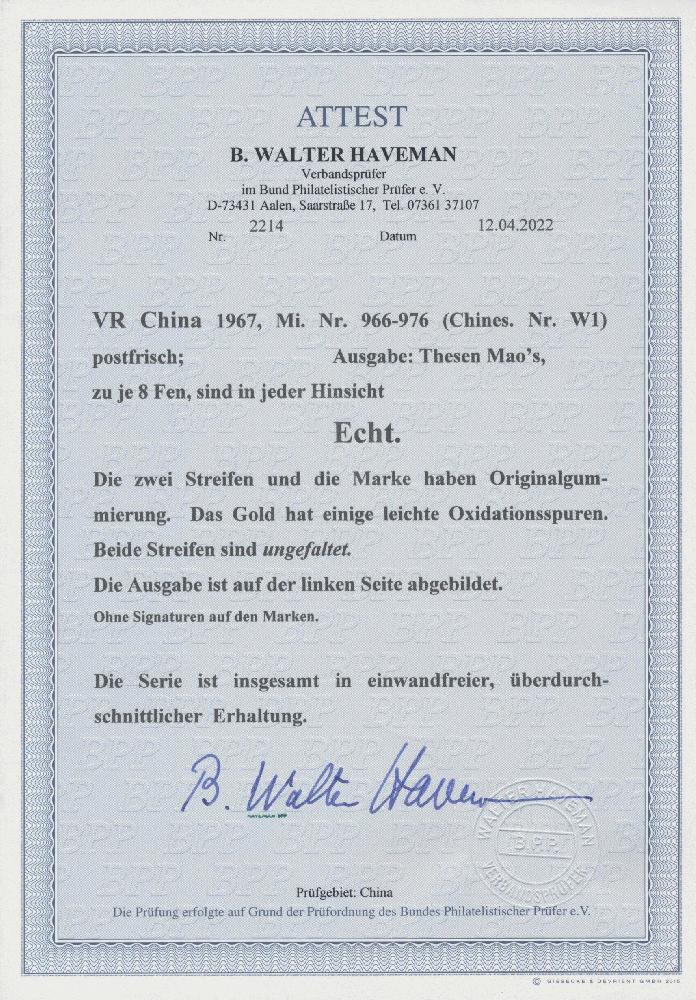 ATTEST
B. WALTER HAVEMAN
Verbandsprüfer
im Bund Philatelistischer Prüfer e. V.
D-73431 Aalen, Saarstraße 17, Tel. 07361 37107
Nr. 2214 Datum 12.04.2022
VR China 1967, Mi. Nr. 966-976 (Chines. Nr. W1)
postfrisch; Ausgabe: Thesen Mao's,
zu je 8 Fen, sind in jeder Hinsicht
Echt.
Die zwei Streifen und die Marke haben Originalgum-
mierung. Das Gold hat einige leichte Oxidationsspuren.
Beide Streifen sind ungefaltet.
Die Ausgabe ist auf der linken Seite abgebildet.
Ohne Signaturen auf den Marken.
Die Serie ist insgesamt in einwandfreier, überdurch-
schnittlicher Erhaltung.
B. Walter Haveman
WALTER HAVEMAN
B.P.P.
VERBANDSPRÜFER
Prüfgebiet: China
Die Prüfung erfolgte auf Grund der Prüfordnung des Bundes Philatelistischer Prüfer e.V.
© GIESECKE & DEVRIENT GMBH